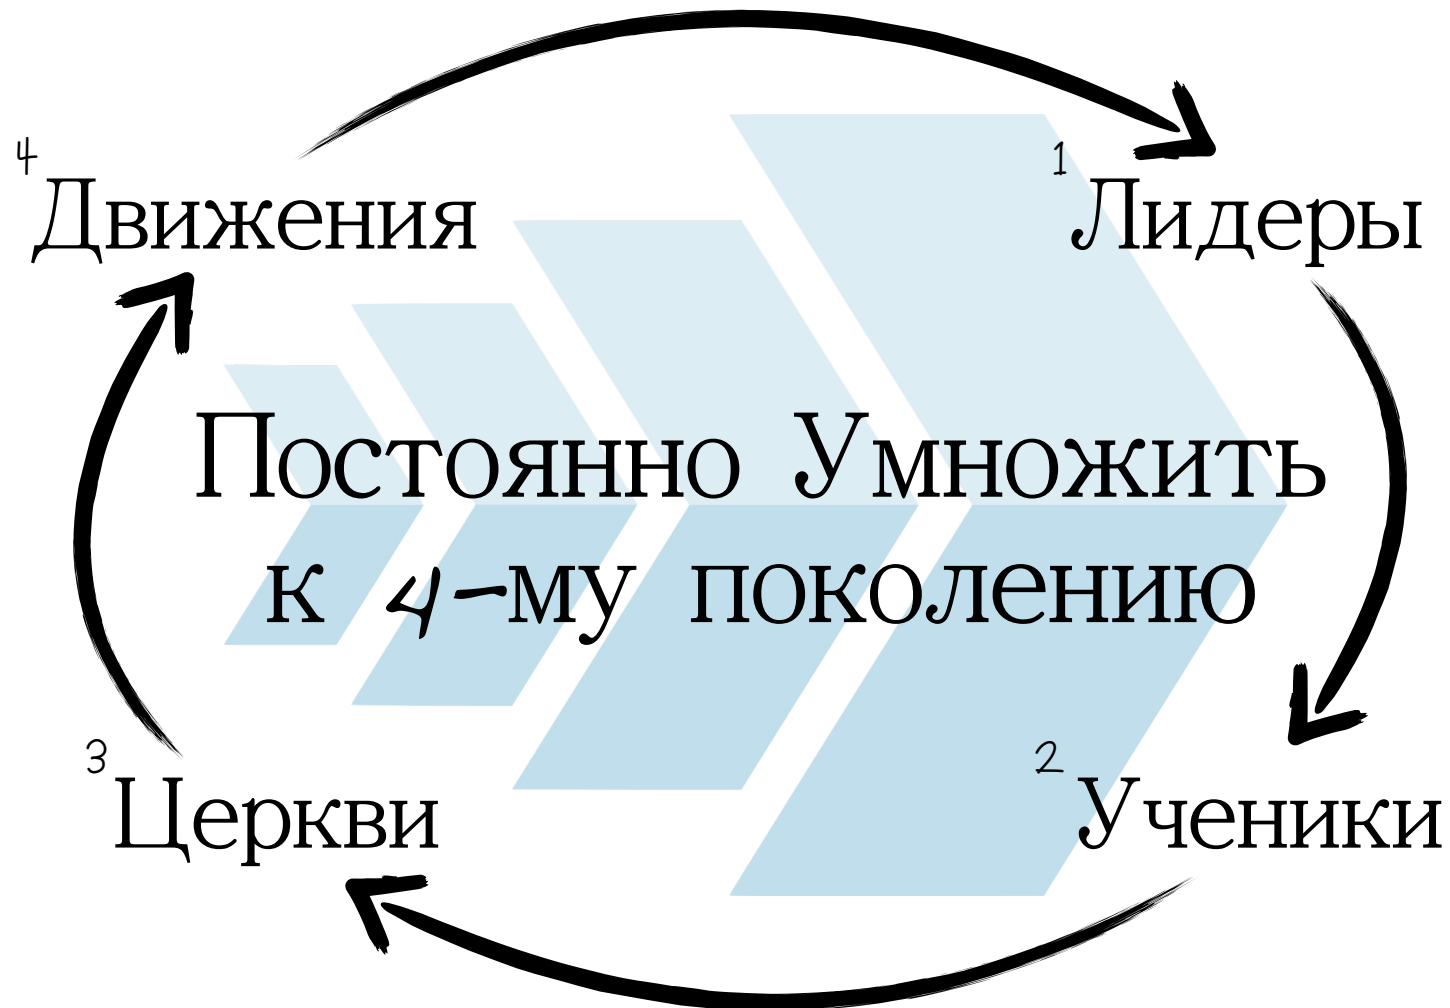 4 Движения
1 Лидеры
Постоянно Умножить
к 4-му поколению
3 Церкви
2 Ученики